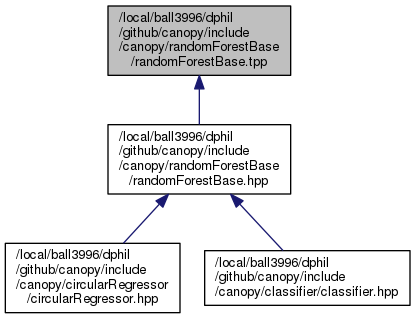 /local/ball3996/dphil
/github/canopy/include
/canopy/randomForestBase
/randomForestBase.tpp
/local/ball3996/dphil
/github/canopy/include
/canopy/randomForestBase
/randomForestBase.hpp
/local/ball3996/dphil
/github/canopy/include
/canopy/circularRegressor
/circularRegressor.hpp
/local/ball3996/dphil
/github/canopy/include
/canopy/classifier/classifier.hpp